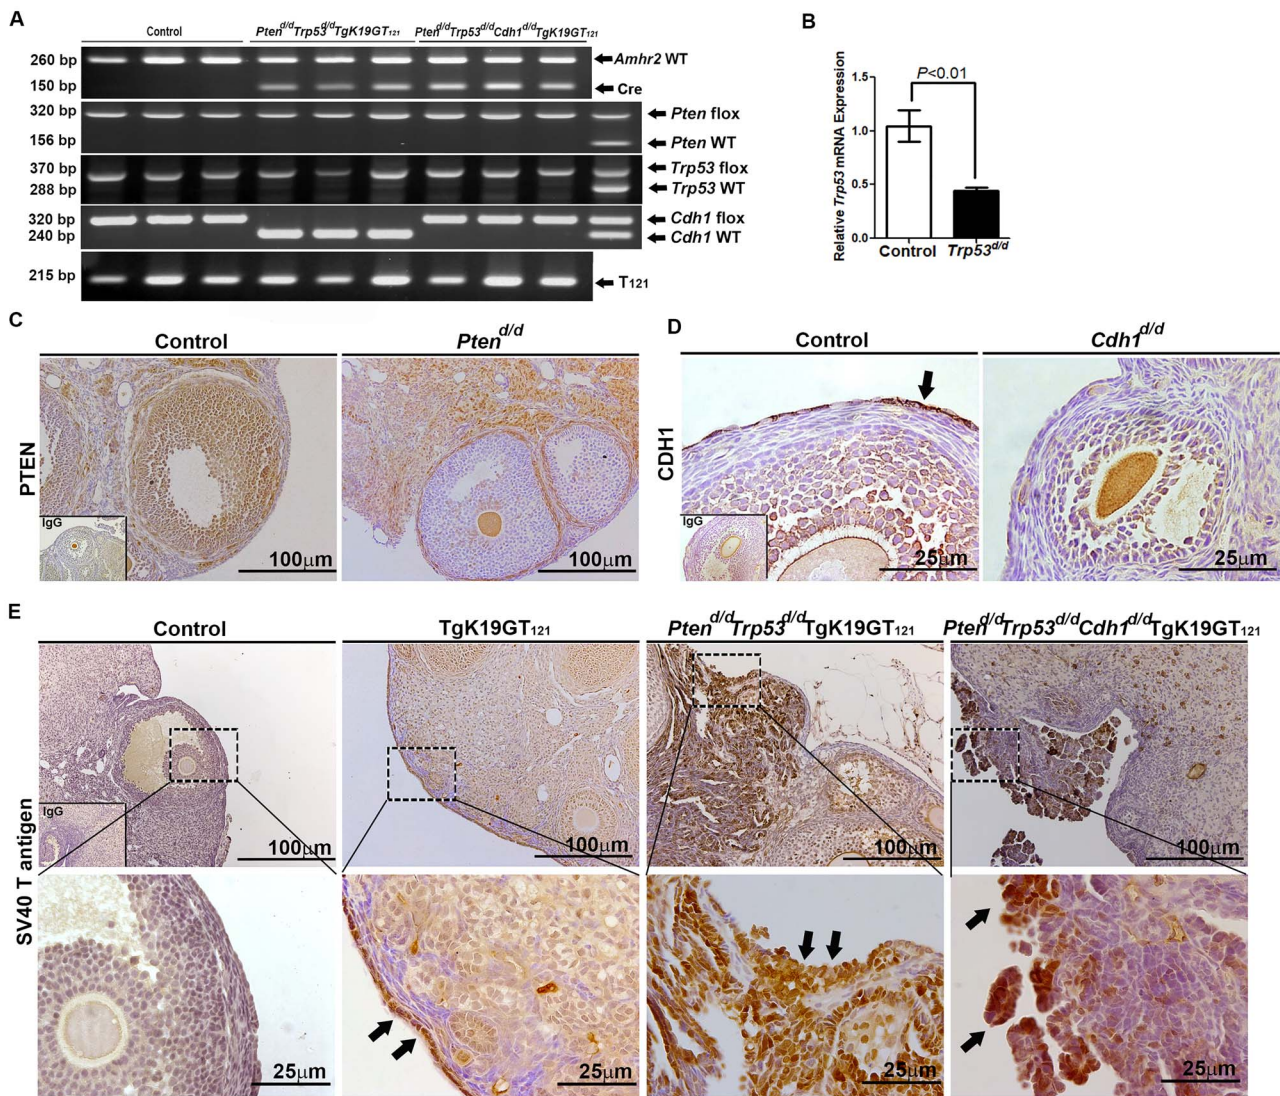 A
Control
Pten d/d Trp53 d/d TgK19GT121
Pten d/d Trp53 d/d Cdh1 d/d TgK19GT121
260 bp
Amhr2 WT
150 bp
Cre
320 bp
Pten flox
156 bp
Pten WT
370 bp
Trp53 flox
288 bp
Trp53 WT
320 bp
Cdh1 flox
240 bp
Cdh1 WT
215 bp
T121
B
P<0.01
Relative Trp53 mRNA Expression
1.5
1.0
0.5
0.0
Control
Trp53 d/d
C
Control
Pten d/d
PTEN
IgG
100μm
100μm
D
Control
Cdh1 d/d
CDH1
IgG
25μm
25μm
E
Control
TgK19GT121
Pten d/d Trp53 d/d TgK19GT121
Pten d/d Trp53 d/d Cdh1 d/d TgK19GT121
SV40 T antigen
IgG
100μm
100μm
100μm
100μm
25μm
25μm
25μm
25μm